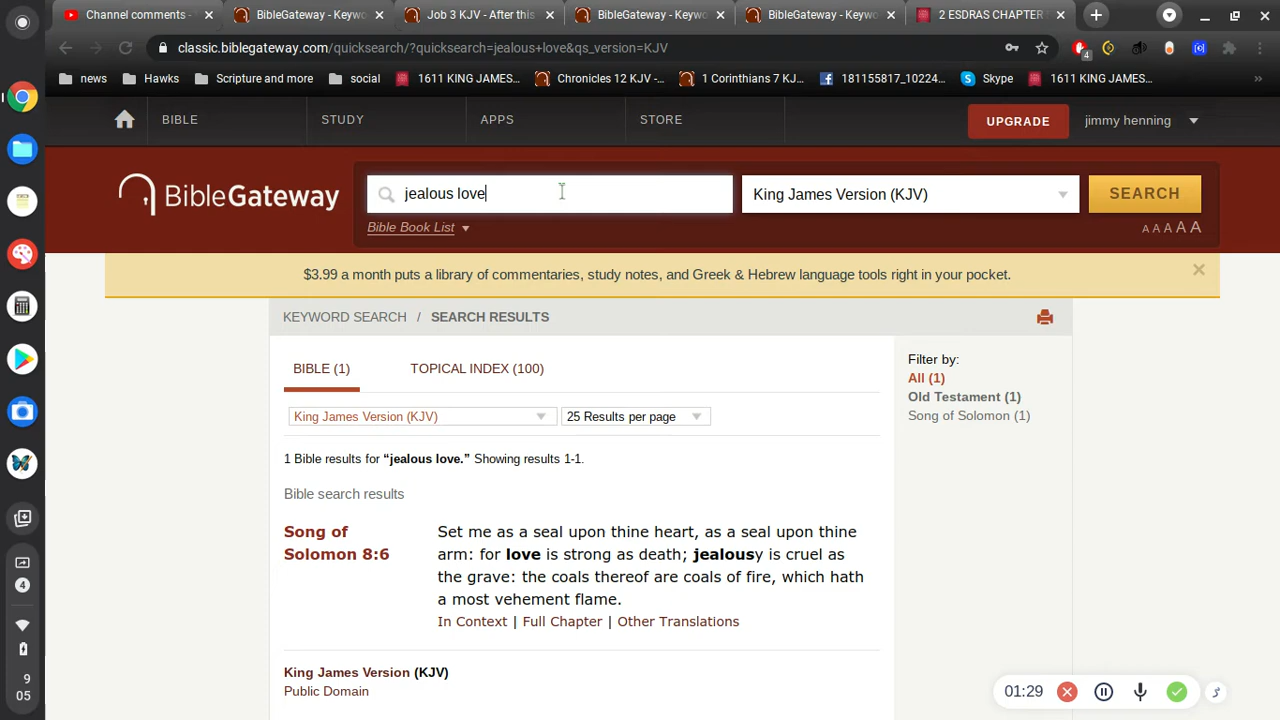 Channel comments -
BibleGateway - Keyw
Job 3 KJV - After this
BibleGateway - Keyw
BibleGateway - Keyw
2 ESDRAS CHAPTER
classic.biblegateway.com/quicksearch/?quicksearch=jealous+love&qs_version=KJV
4
news
Hawks
Scripture and more
social
1611 KING JAMES...
Chronicles 12 KJV -...
1 Corinthians 7 KJ...
181155817_10224...
Skype
1611 KING JAMES...
»
BIBLE
STUDY
APPS
STORE
UPGRADE
jimmy henning
BibleGateway
jealous love
King James Version (KJV)
SEARCH
Bible Book List
A A A A A
$3.99 a month puts a library of commentaries, study notes, and Greek & Hebrew language tools right in your pocket.
KEYWORD SEARCH / SEARCH RESULTS
BIBLE (1)
TOPICAL INDEX (100)
King James Version (KJV)
25 Results per page
1 Bible results for “jealous love.” Showing results 1-1.
Bible search results
Song of
Solomon 8:6
Set me as a seal upon thine heart, as a seal upon thine
arm: for love is strong as death; jealousy is cruel as
the grave: the coals thereof are coals of fire, which hath
a most vehement flame.
In Context | Full Chapter | Other Translations
King James Version (KJV)
Public Domain
Filter by:
All (1)
Old Testament (1)
Song of Solomon (1)
4
9
05
01:29